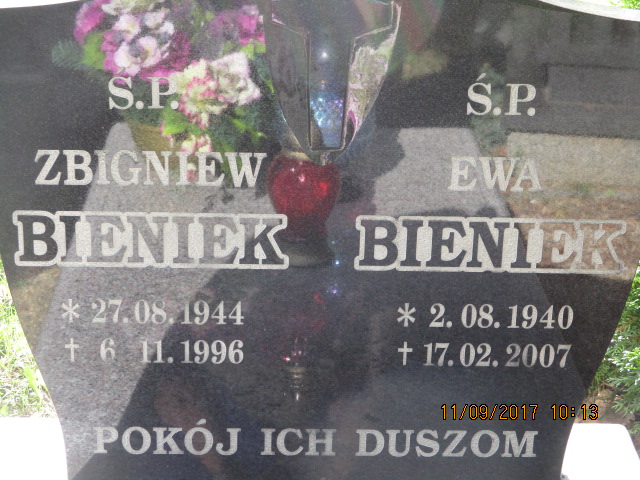 Ś.P.
ZBIGNIEW
BIENIEK
* 27.08.1944
† 6 11.1996
Ś.P.
EWA
BIENIEK
* 2.08.1940
† 17.02.2007
POKÓJ ICH DUSZOM
11/09/2017 10:13